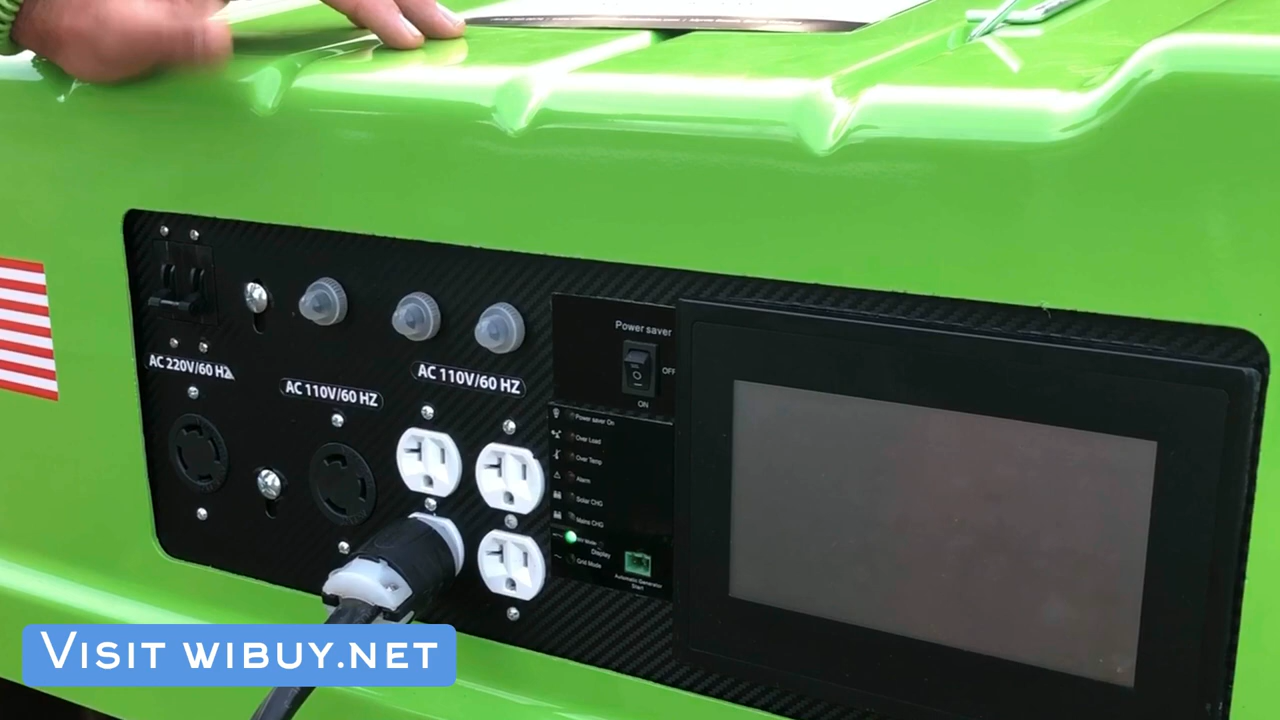 AC 220V/60 HZ
AC 110V/60 HZ
AC 110V/60 HZ
Power saver
OFF
ON
Power saver On
Over Load
Over Temp
Alarm
Solar CHG
Mains CHG
Mode
Display
Grid Mode
Automatic Generator
Start
VISIT WIBUY.NET